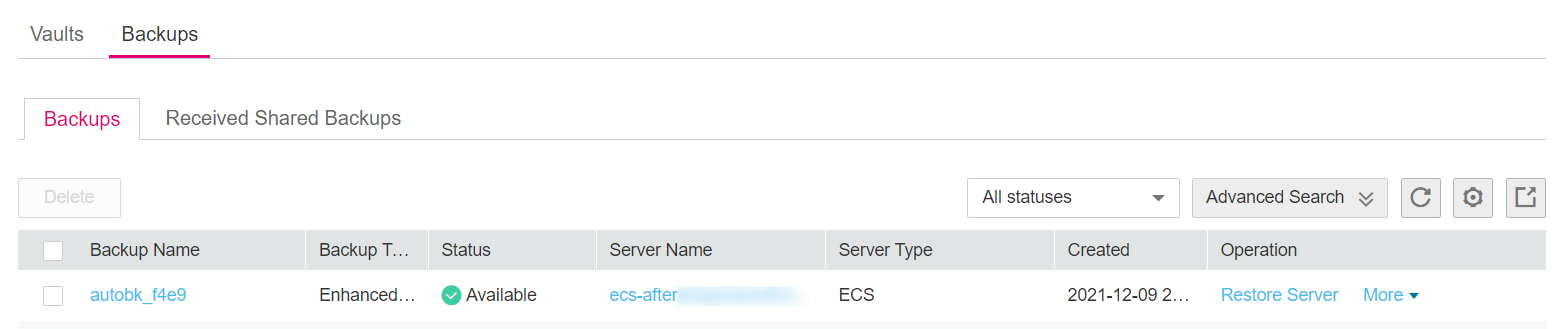 Vaults Backups
Backups Received Shared Backups
Delete All statuses Advanced Search
Backup Name Backup T... Status Server Name Server Type Created Operation
autobk_f4e9 Enhanced... Available ecs-after ECS 2021-12-09 2... Restore Server More